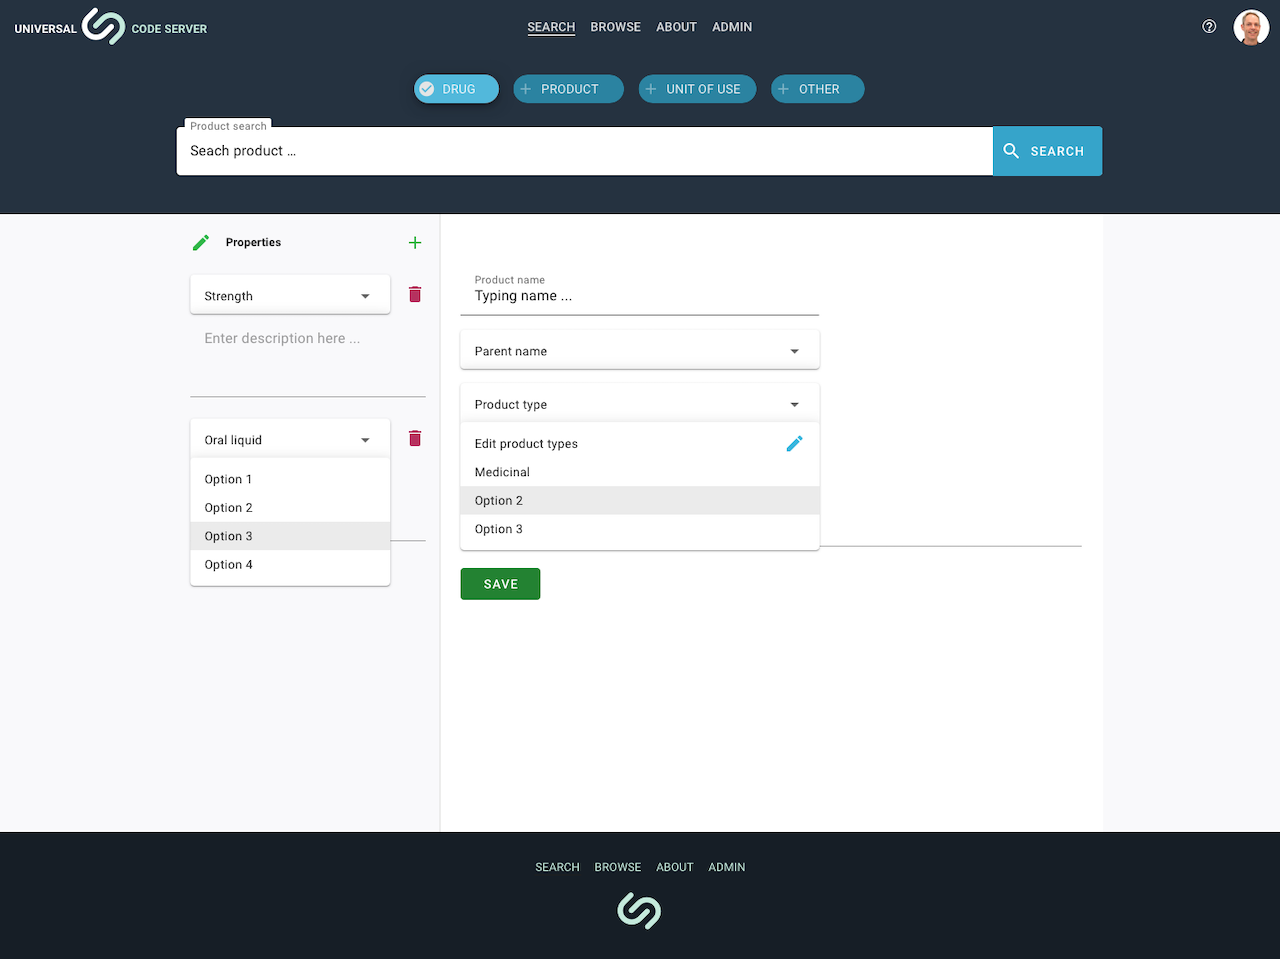 UNIVERSAL CODE SERVER
SEARCH BROWSE ABOUT ADMIN
DRUG PRODUCT UNIT OF USE OTHER
Product search
Seach product ...
SEARCH
Properties
Strength
Enter description here ...
Oral liquid
Option 1
Option 2
Option 3
Option 4
Product name
Typing name ...
Parent name
Product type
Edit product types
Medicinal
Option 2
Option 3
SAVE
SEARCH BROWSE ABOUT ADMIN